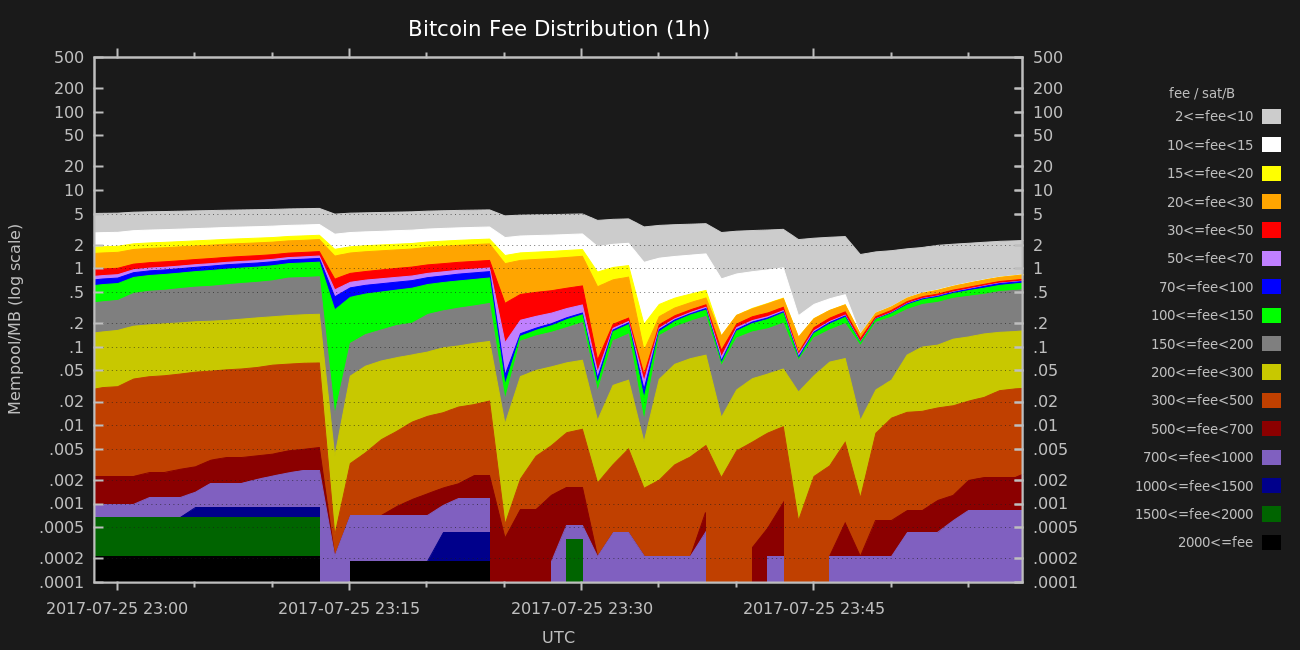 Bitcoin Fee Distribution (1h)
Mempool/MB (log scale)
500
200
100
50
20
10
5
2
1
.5
.2
.1
.05
.02
.01
.005
.002
.001
.0005
.0002
.0001
500
200
100
50
20
10
5
2
1
.5
.2
.1
.05
.02
.01
.005
.002
.001
.0005
.0002
.0001
2017-07-25 23:00
2017-07-25 23:15
2017-07-25 23:30
2017-07-25 23:45
UTC
fee / sat/B
2<=fee<10
10<=fee<15
15<=fee<20
20<=fee<30
30<=fee<50
50<=fee<70
70<=fee<100
100<=fee<150
150<=fee<200
200<=fee<300
300<=fee<500
500<=fee<700
700<=fee<1000
1000<=fee<1500
1500<=fee<2000
2000<=fee